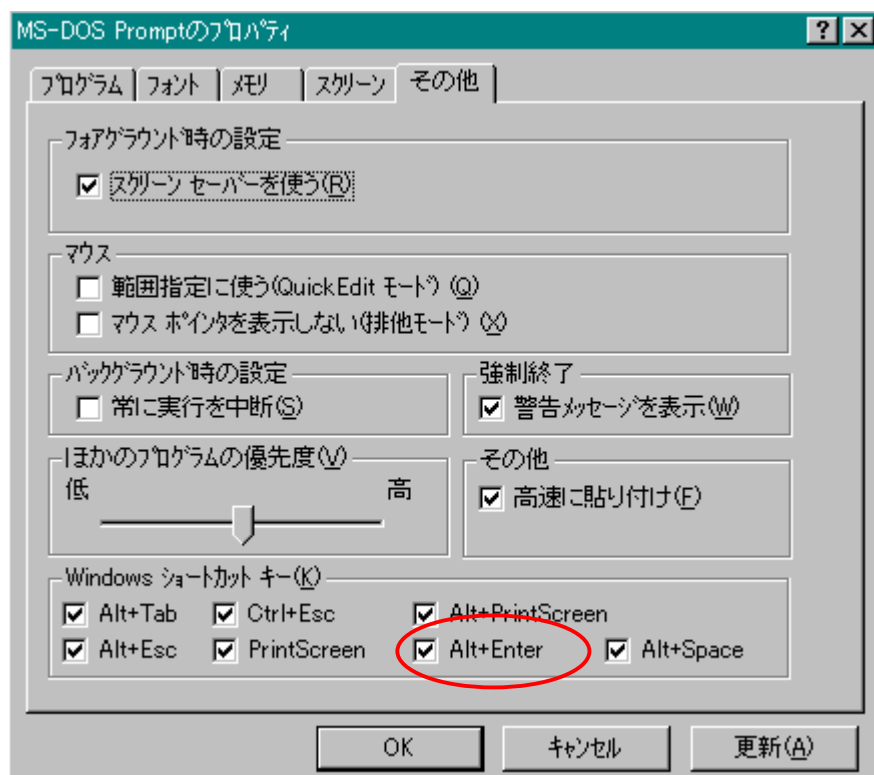 MS-DOS Promptのﾌﾟﾛﾊﾟﾃｨ
ﾌﾟﾛｸﾞﾗﾑ ﾌｫﾝﾄ ﾒﾓﾘ ｽｸﾘｰﾝ その他
ﾌｫｱｸﾞﾗｳﾝﾄﾞ時の設定
ｽｸﾘｰﾝ ｾｰﾊﾞｰを使う(R)
ﾏｳｽ
範囲指定に使う(QuickEdit ﾓｰﾄﾞ) (Q)
ﾏｳｽ ﾎﾟｲﾝﾀを表示しない(排他ﾓｰﾄﾞ) (X)
ﾊﾞｯｸｸﾞﾗｳﾝﾄﾞ時の設定
常に実行を中断(S)
強制終了
警告ﾒｯｾｰｼﾞを表示(W)
ほかのﾌﾟﾛｸﾞﾗﾑの優先度(V)
低 高
その他
高速に貼り付け(F)
Windows ｼｮｰﾄｶｯﾄ ｷｰ(K)
Alt+Tab Ctrl+Esc Alt+PrintScreen
Alt+Esc PrintScreen Alt+Enter Alt+Space
OK ｷｬﾝｾﾙ 更新(A)